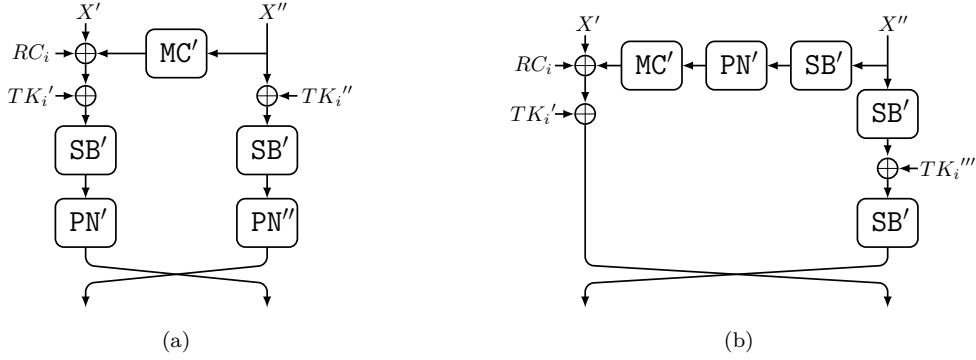 X′ X″
RC_i MC′
TK_i′ TK_i″
SB′ SB′
PN′ PN″
(a)
X′ X″
RC_i MC′ PN′ SB′
TK_i′ SB′
TK_i‴
SB′
(b)